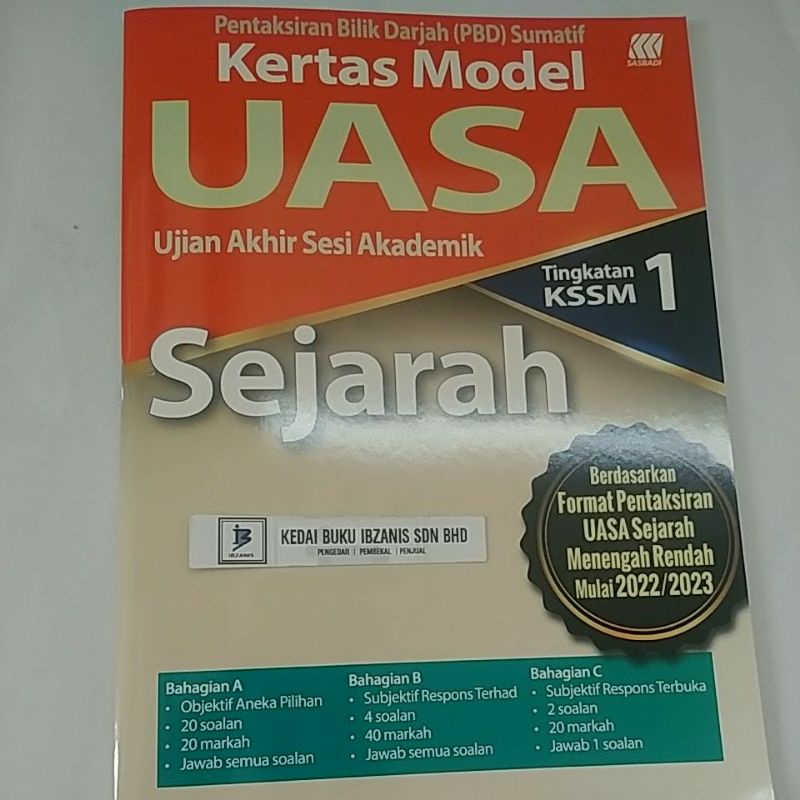 Pentaksiran Bilik Darjah (PBD) Sumatif
SASBADI
Kertas Model
UASA
Ujian Akhir Sesi Akademik
Tingkatan 1
KSSM
Sejarah
Berdasarkan
Format Pentaksiran
UASA Sejarah
Menengah Rendah
Mulai 2022/2023
IBZANIS
KEDAI BUKU IBZANIS SDN BHD
PENGEDAR | PEMBEKAL | PENJUAL
Bahagian A
• Objektif Aneka Pilihan
• 20 soalan
• 20 markah
• Jawab semua soalan
Bahagian B
• Subjektif Respons Terhad
• 4 soalan
• 40 markah
• Jawab semua soalan
Bahagian C
• Subjektif Respons Terbuka
• 2 soalan
• 20 markah
• Jawab 1 soalan